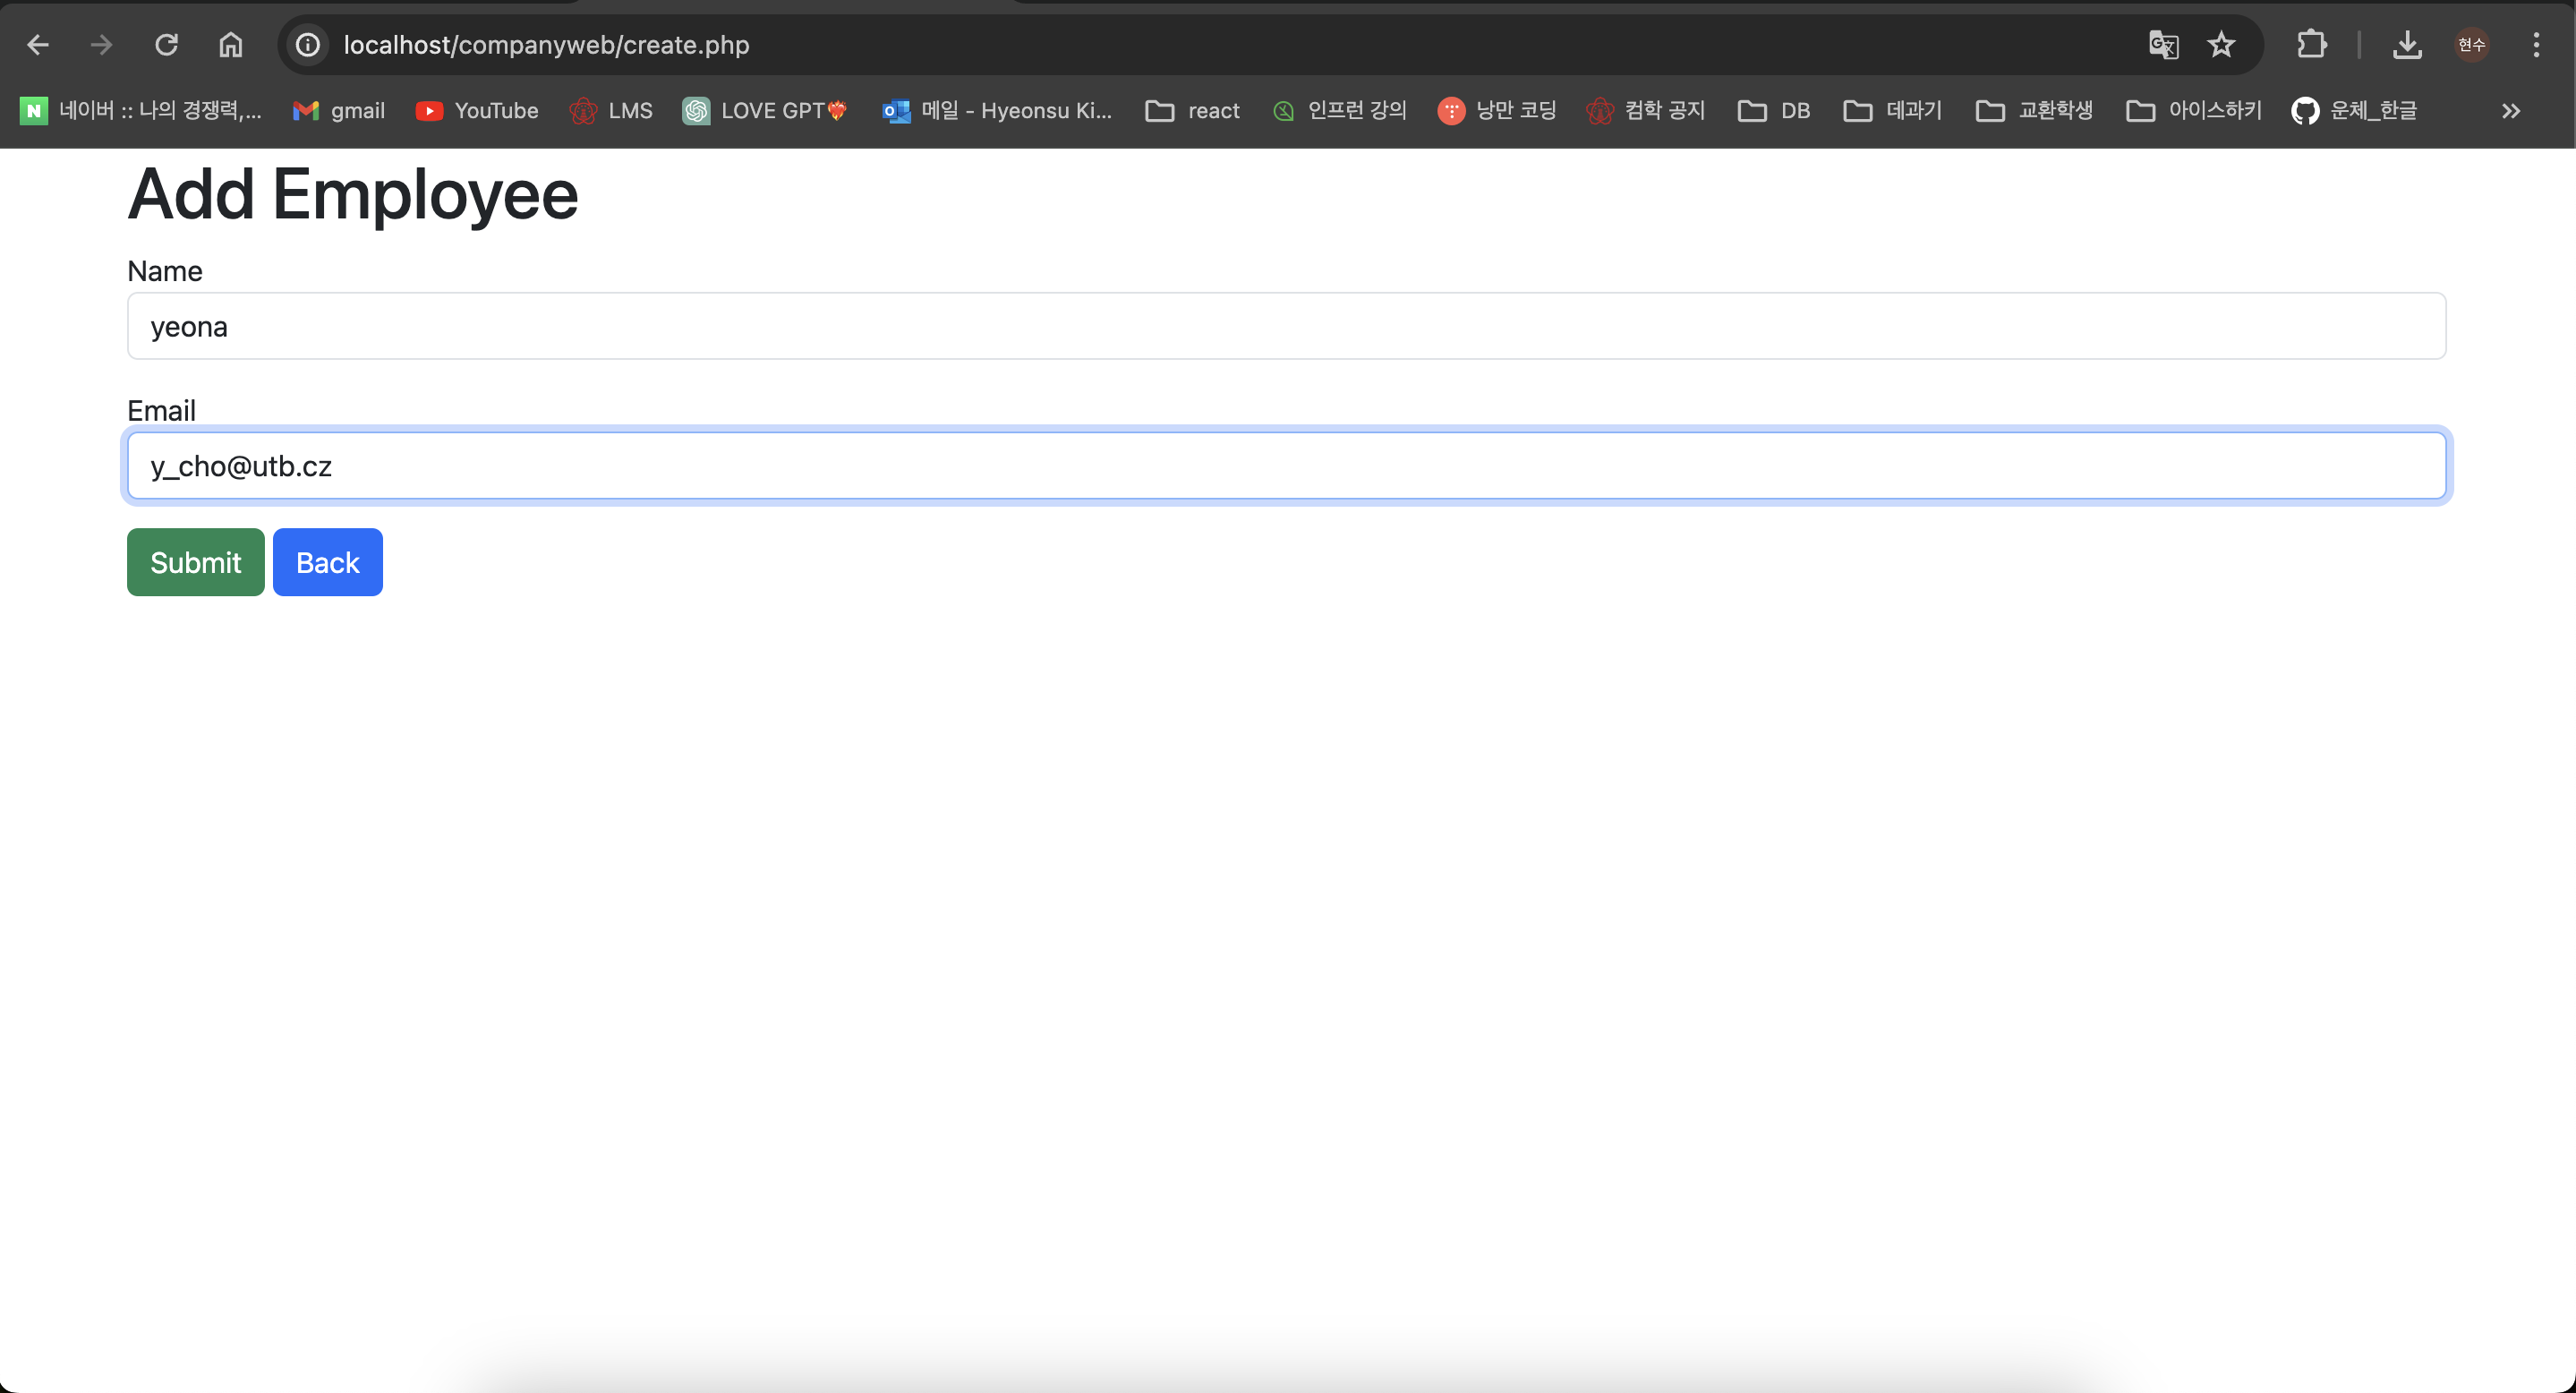 localhost/companyweb/create.php 현수
네이버 :: 나의 경쟁력,... gmail YouTube LMS LOVE GPT❤️‍🔥 메일 - Hyeonsu Ki... react 인프런 강의 낭만 코딩 컴학 공지 DB 데과기 교환학생 아이스하키 운체_한글
Add Employee
Name
yeona
Email
y_cho@utb.cz
Submit Back